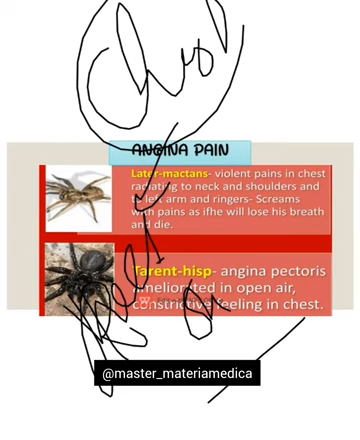 Chest
ANGINA PAIN
Later-mactans- violent pains in chest
radiating to neck and shoulders and
to left arm and ringers- Screams
with pains as ifhe will lose his breath
and die.
Tarent-hisp- angina pectoris
ameliorated in open air,
constrictive feeling in chest.
@master_materiamedica